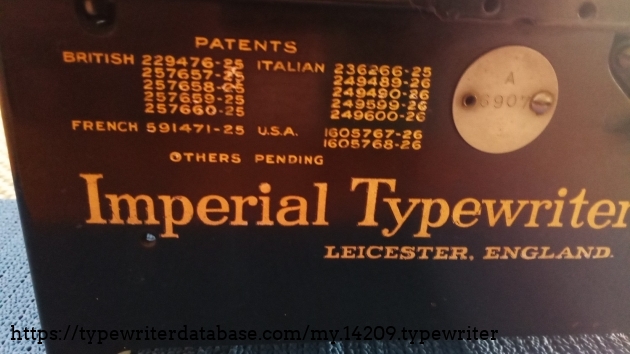 PATENTS
BRITISH 229476-25
257657-25
257658-25
257659-25
257660-25
ITALIAN 236266-25
249489-26
249490-26
249599-26
249600-26
FRENCH 591471-25
U.S.A. 1605767-26
1605768-26
OTHERS PENDING
A
6907
Imperial Typewriter
LEICESTER, ENGLAND.
https://typewriterdatabase.com/my.14209.typewriter